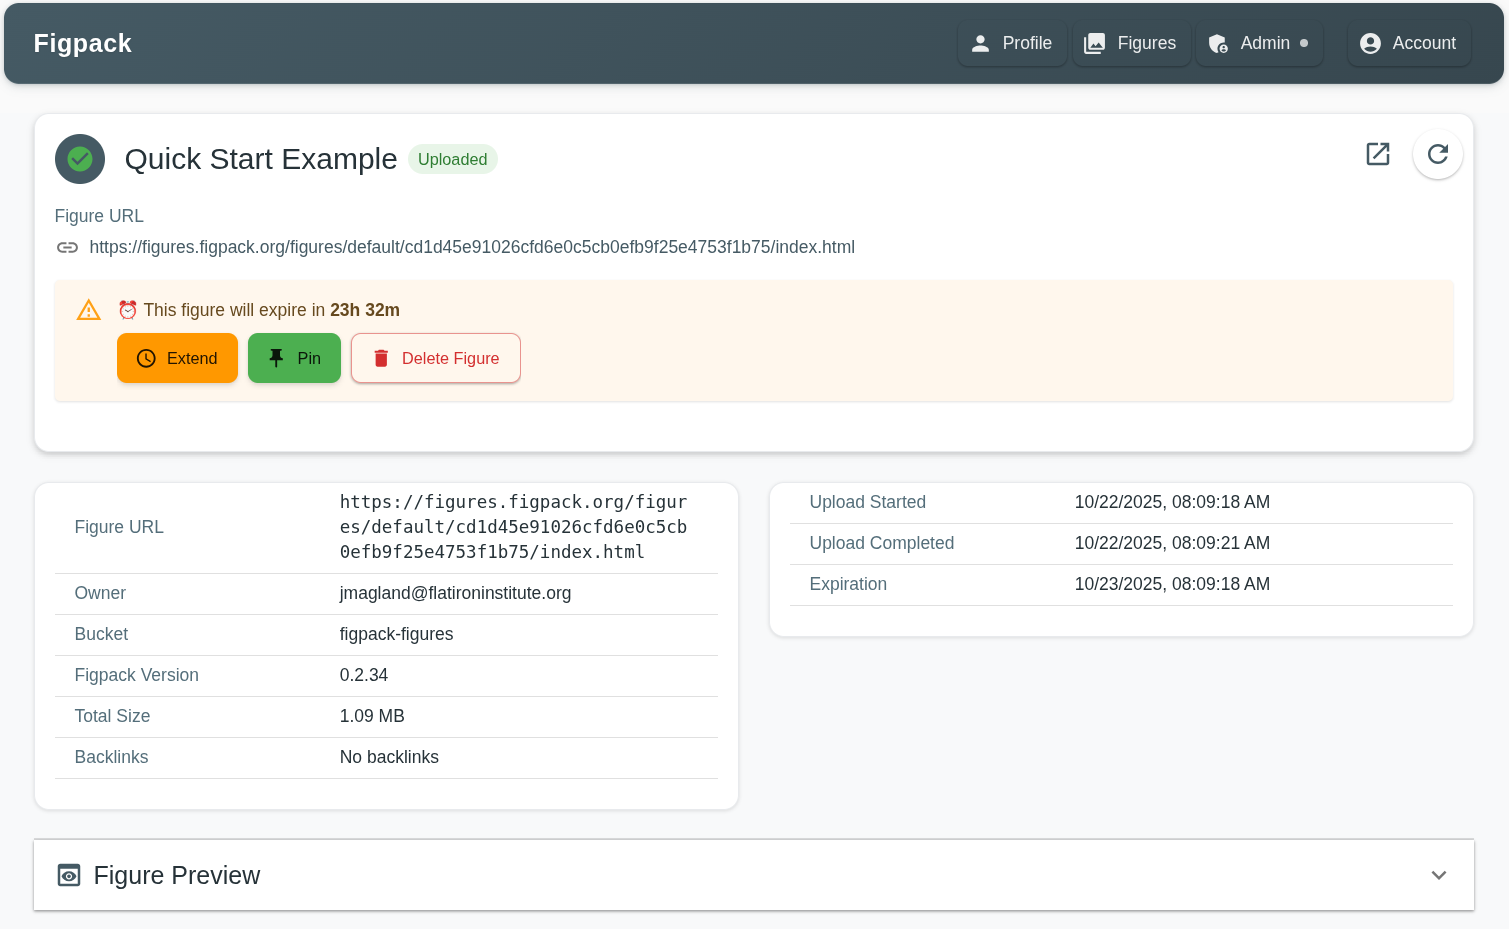 Figpack
Profile
Figures
Admin
Account
Quick Start Example
Uploaded
Figure URL
https://figures.figpack.org/figures/default/cd1d45e91026cfd6e0c5cb0efb9f25e4753f1b75/index.html
⏰ This figure will expire in 23h 32m
Extend
Pin
Delete Figure
Figure URL
https://figures.figpack.org/figur
es/default/cd1d45e91026cfd6e0c5cb
0efb9f25e4753f1b75/index.html
Owner
jmagland@flatironinstitute.org
Bucket
figpack-figures
Figpack Version
0.2.34
Total Size
1.09 MB
Backlinks
No backlinks
Upload Started
10/22/2025, 08:09:18 AM
Upload Completed
10/22/2025, 08:09:21 AM
Expiration
10/23/2025, 08:09:18 AM
Figure Preview